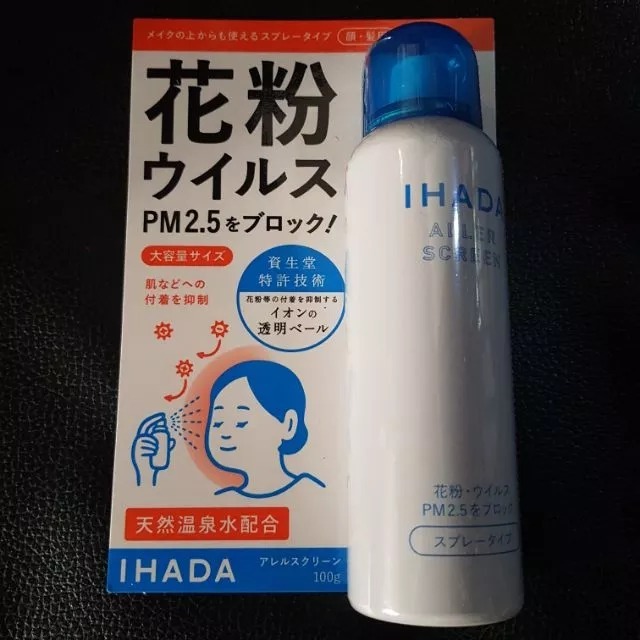 メイクの上からも使えるスプレータイプ
顔・髪用
花粉
ウイルス
PM2.5をブロック!
大容量サイズ
肌などへの
付着を抑制
資生堂
特許技術
花粉等の付着を抑制する
イオンの
透明ベール
天然温泉水配合
IHADA
アレルスクリーン
100g
IHADA
ALLER
SCREEN
花粉・ウイルス
PM2.5をブロック
スプレータイプ